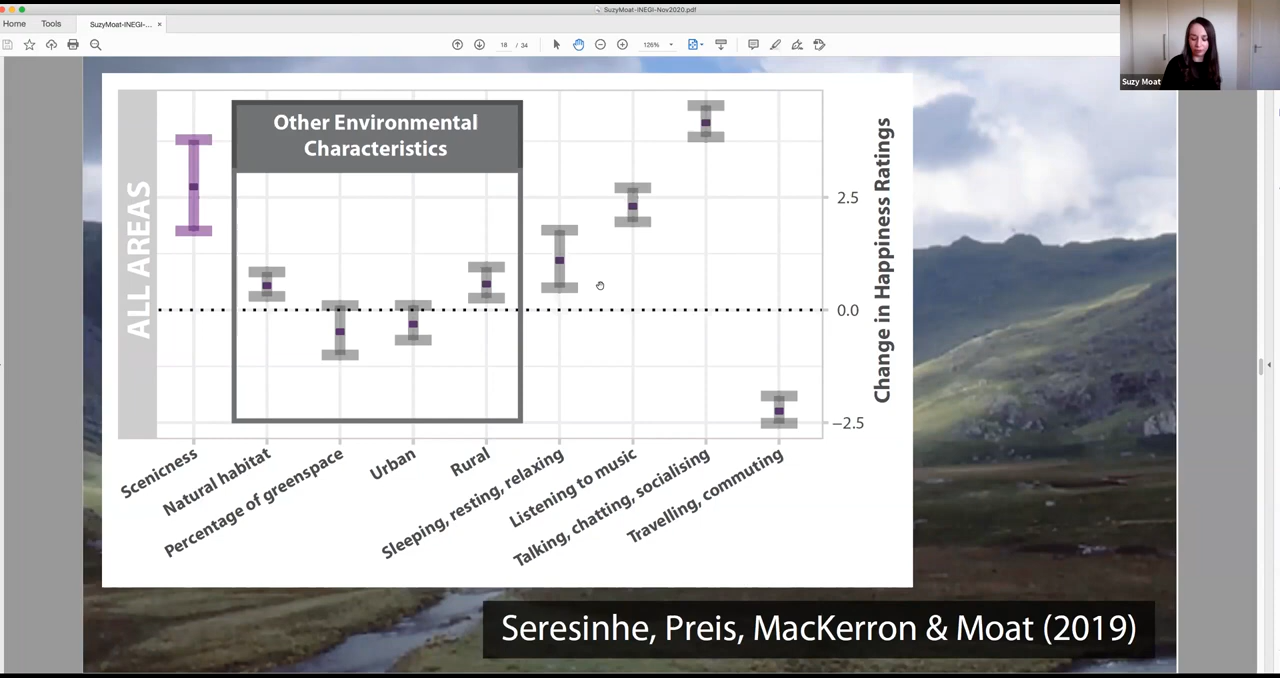 SuzyMoat-INEGI-Nov2020.pdf
Home
Tools
SuzyMoat-INEGI-...
×
18 / 34
126%
Suzy Moat
ALL AREAS
Other Environmental
Characteristics
2.5
0.0
−2.5
Change in Happiness Ratings
Scenicness
Natural habitat
Percentage of greenspace
Urban
Rural
Sleeping, resting, relaxing
Listening to music
Talking, chatting, socialising
Travelling, commuting
Seresinhe, Preis, MacKerron & Moat (2019)